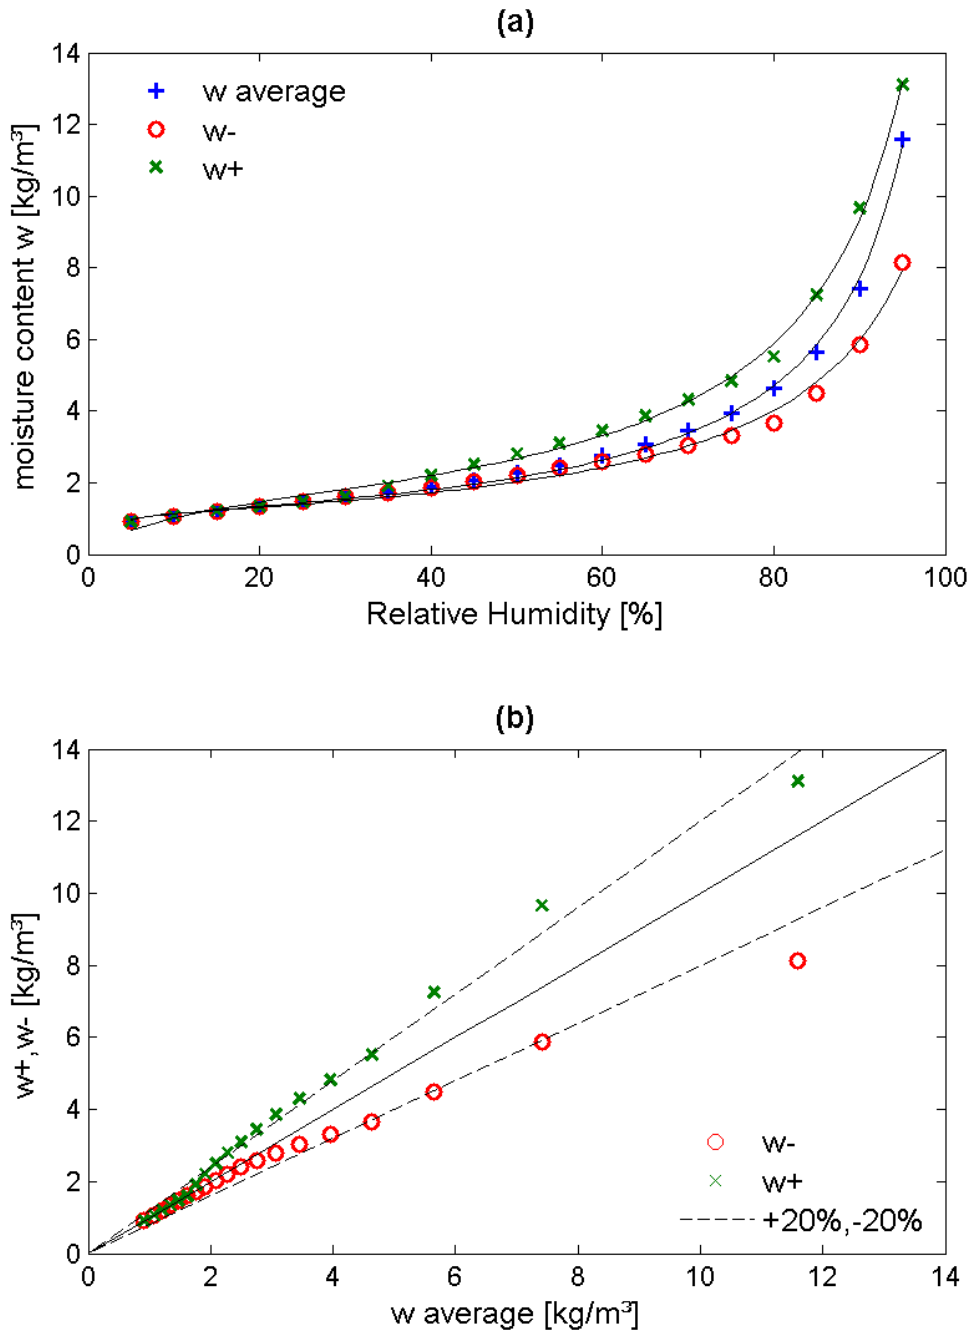 (a)
14
12
10
8
6
4
2
0
moisture content w [kg/m³]
w average
w-
w+
0 20 40 60 80 100
Relative Humidity [%]
(b)
14
12
10
8
6
4
2
0
w+,w- [kg/m³]
w-
w+
+20%,-20%
0 2 4 6 8 10 12 14
w average [kg/m³]